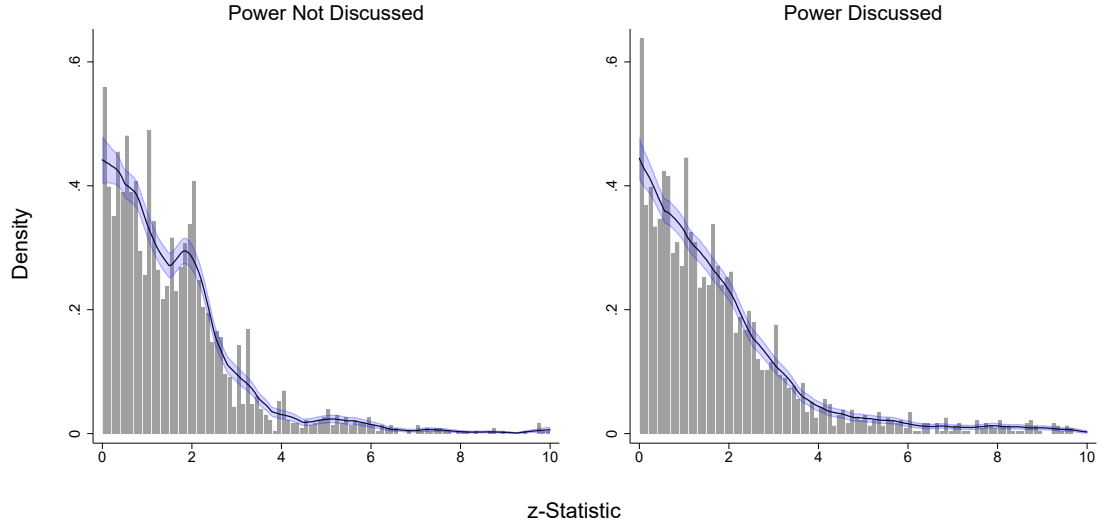 Power Not Discussed
Power Discussed
Density
.6
.4
.2
0
0 2 4 6 8 10
.6
.4
.2
0
0 2 4 6 8 10
z-Statistic